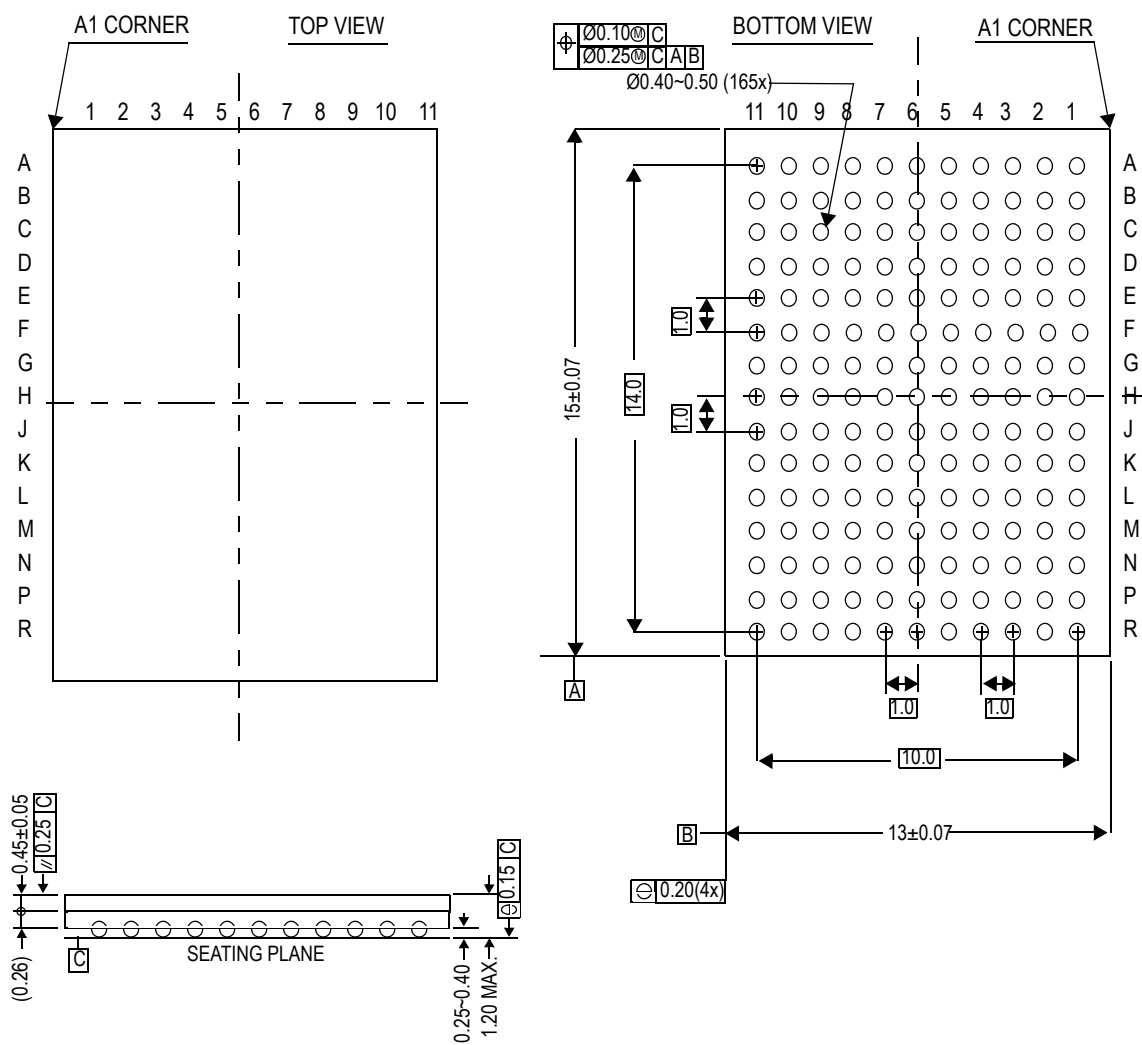 A1 CORNER
TOP VIEW
1 2 3 4 5 6 7 8 9 10 11
A
B
C
D
E
F
G
H
J
K
L
M
N
P
R
Ø0.10Ⓜ C
Ø0.25Ⓜ C A B
BOTTOM VIEW
A1 CORNER
Ø0.40~0.50 (165x)
11 10 9 8 7 6 5 4 3 2 1
A
B
C
D
E
F
G
H
J
K
L
M
N
P
R
1.0
1.0
14.0
15±0.07
A
1.0
1.0
10.0
B
13±0.07
0.20(4x)
0.45±0.05
// 0.25 C
(0.26)
C
SEATING PLANE
0.15 C
0.25~0.40
1.20 MAX.